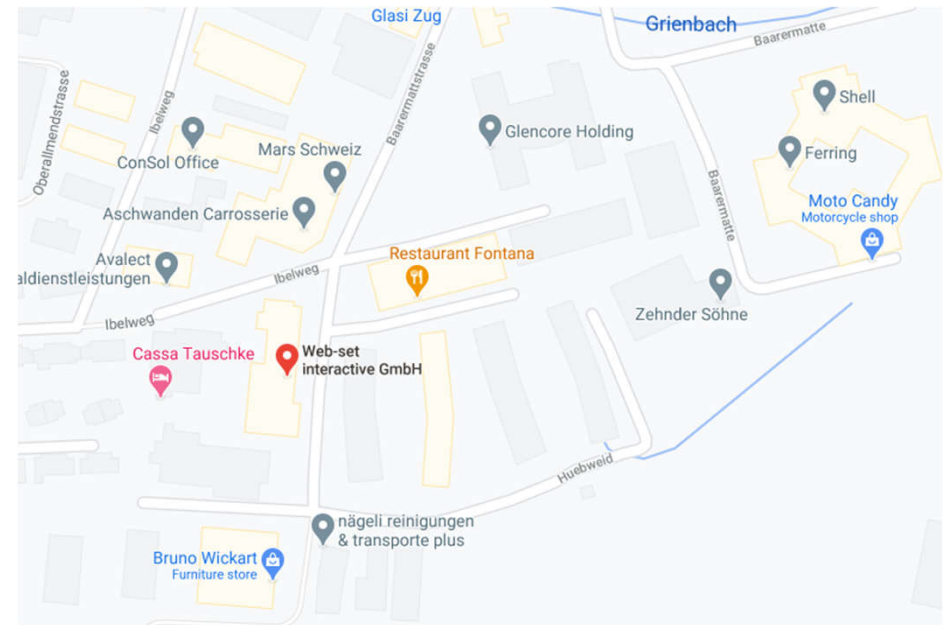 Glasi Zug
Grienbach
Baarermatte
Oberallmendstrasse
Ibelweg
Baarermattstrasse
Shell
Glencore Holding
ConSol Office
Mars Schweiz
Ferring
Baarermatte
Moto Candy
Motorcycle shop
Aschwanden Carrosserie
Avalect
aldienstleistungen
Ibelweg
Restaurant Fontana
Zehnder Söhne
Ibelweg
Cassa Tauschke
Web-set
interactive GmbH
Huebweid
nägeli reinigungen
& transporte plus
Bruno Wickart
Furniture store